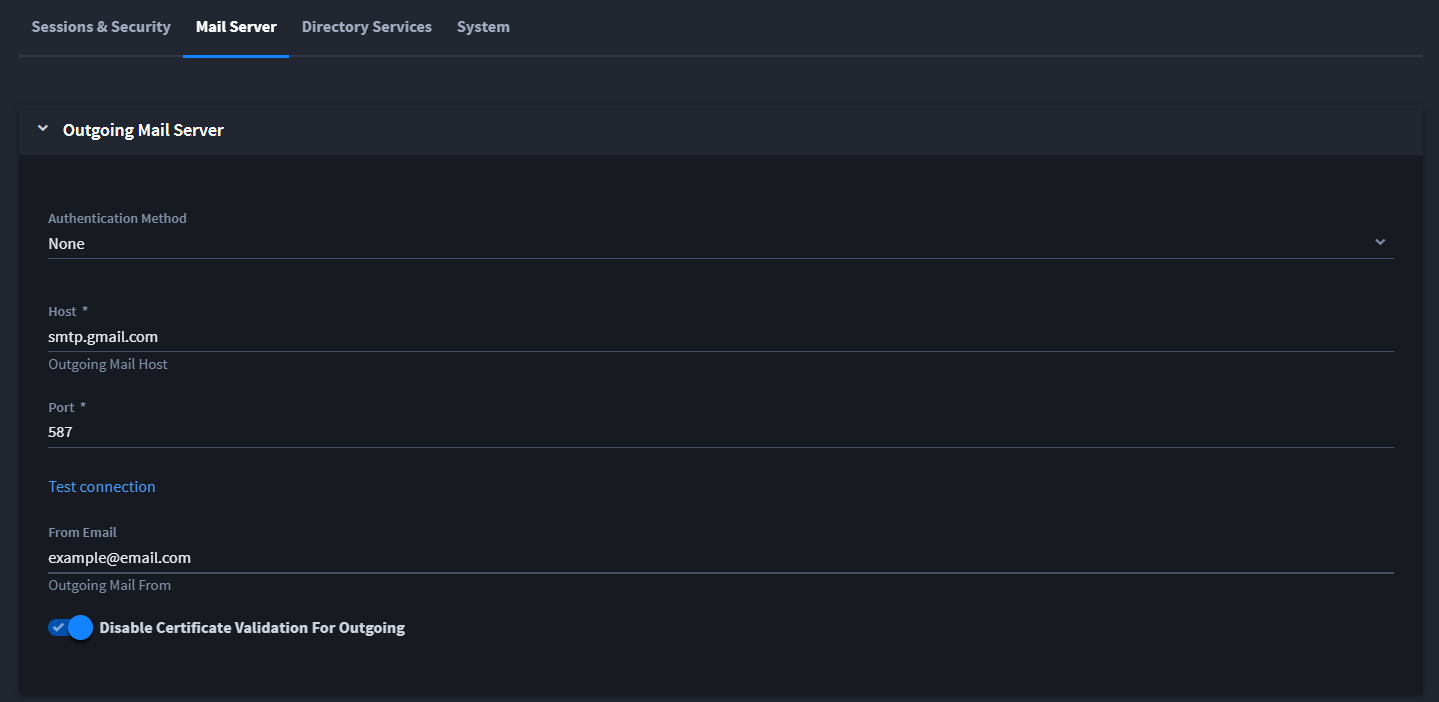 Sessions & Security Mail Server Directory Services System
Outgoing Mail Server
Authentication Method
None
Host *
smtp.gmail.com
Outgoing Mail Host
Port *
587
Test connection
From Email
example@email.com
Outgoing Mail From
Disable Certificate Validation For Outgoing